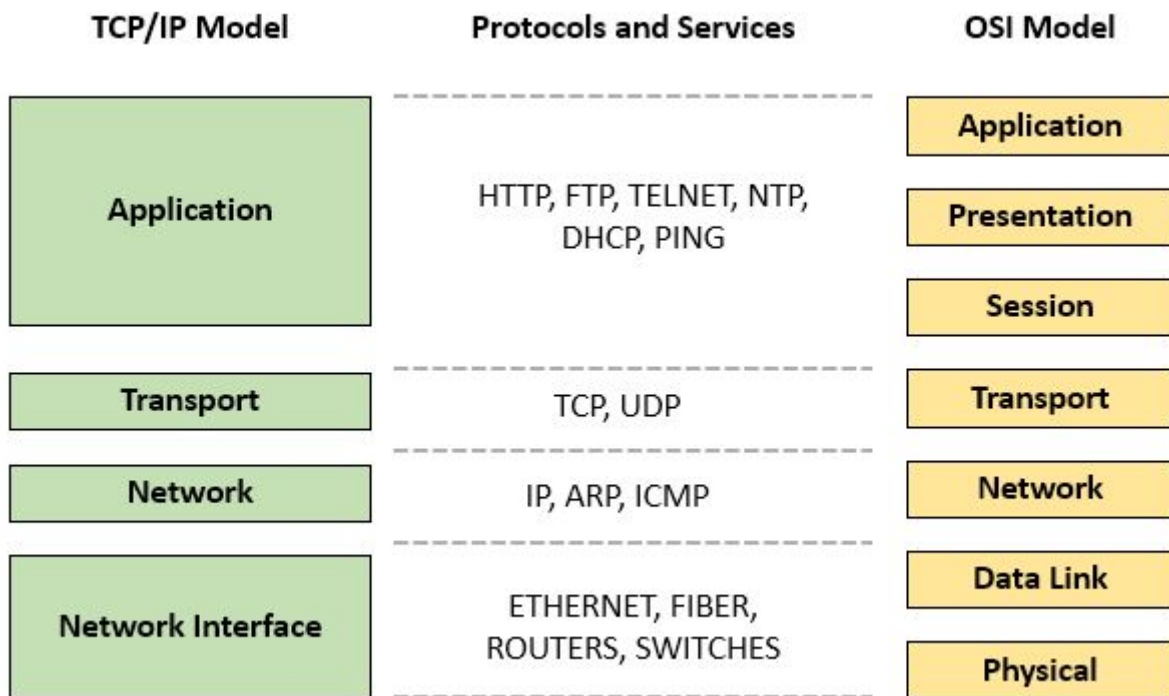 TCP/IP Model
Protocols and Services
OSI Model
Application
HTTP, FTP, TELNET, NTP,
DHCP, PING
Application
Presentation
Session
Transport
TCP, UDP
Transport
Network
IP, ARP, ICMP
Network
Network Interface
ETHERNET, FIBER,
ROUTERS, SWITCHES
Data Link
Physical